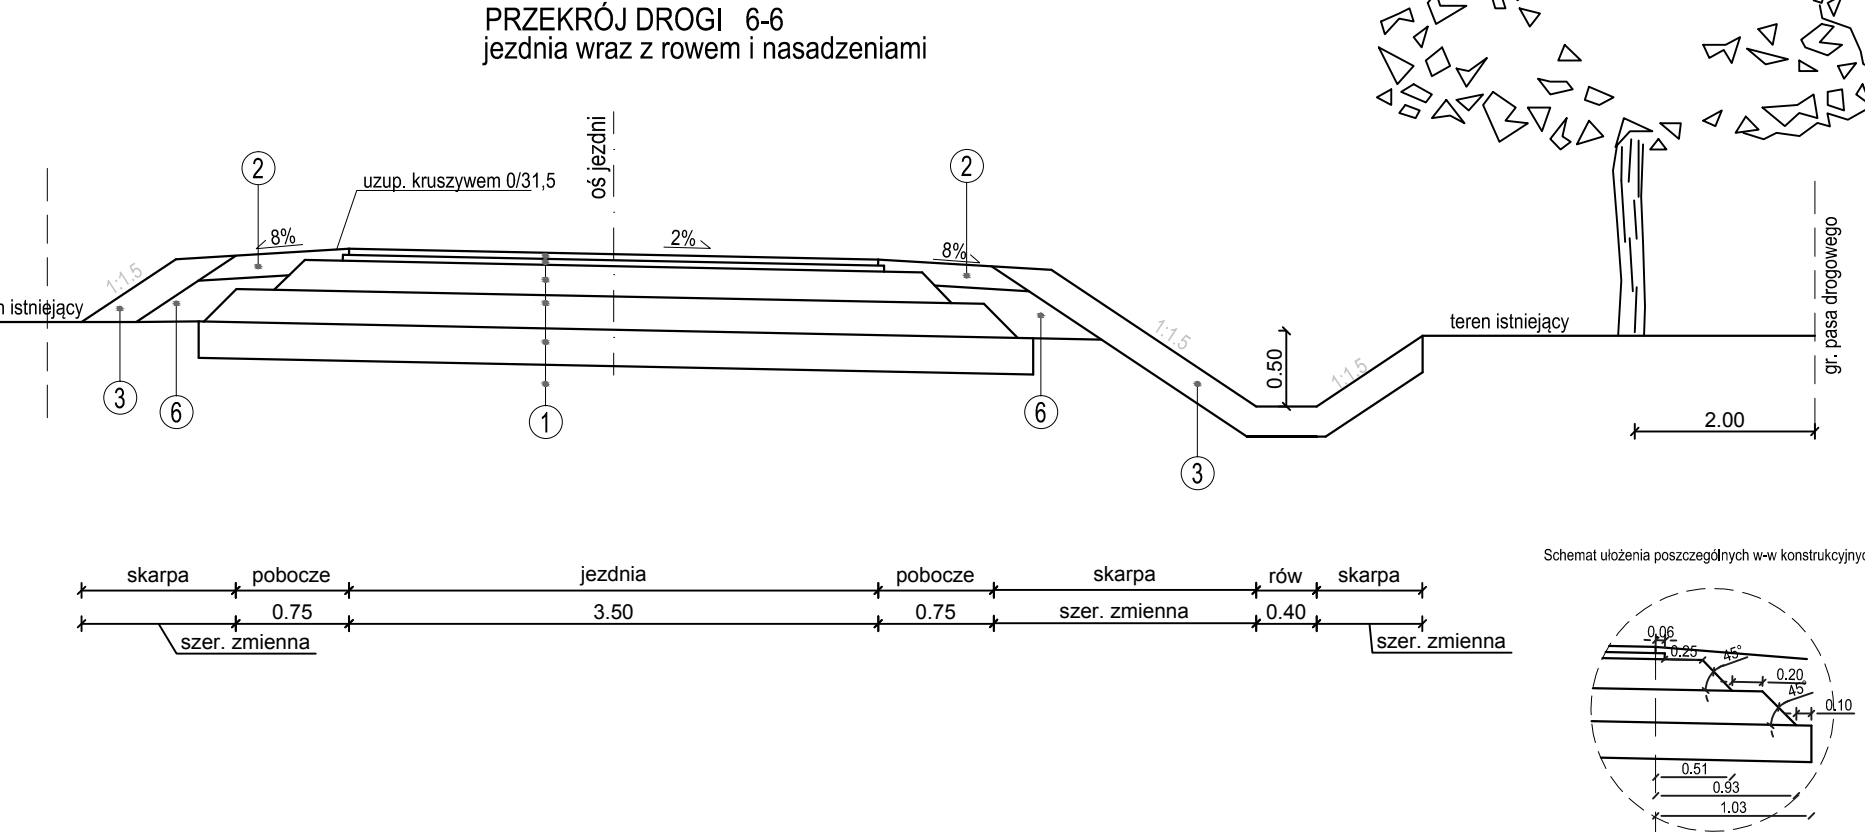 PRZEKRÓJ DROGI 6-6
jezdnia wraz z rowem i nasadzeniami
oś jezdni
2
uzup. kruszywem 0/31,5
2
8%
2%
8%
1:1.5
istniejący
3
6
1
6
1:1.5
3
0.50
1:1.5
teren istniejący
gr. pasa drogowego
2.00
skarpa pobocze jezdnia pobocze skarpa rów skarpa
0.75 3.50 0.75 szer. zmienna 0.40
szer. zmienna
szer. zmienna
Schemat ułożenia poszczególnych w-w
0.06
0.25
45°
0.20
45°
0.10
0.51
0.93
1.03